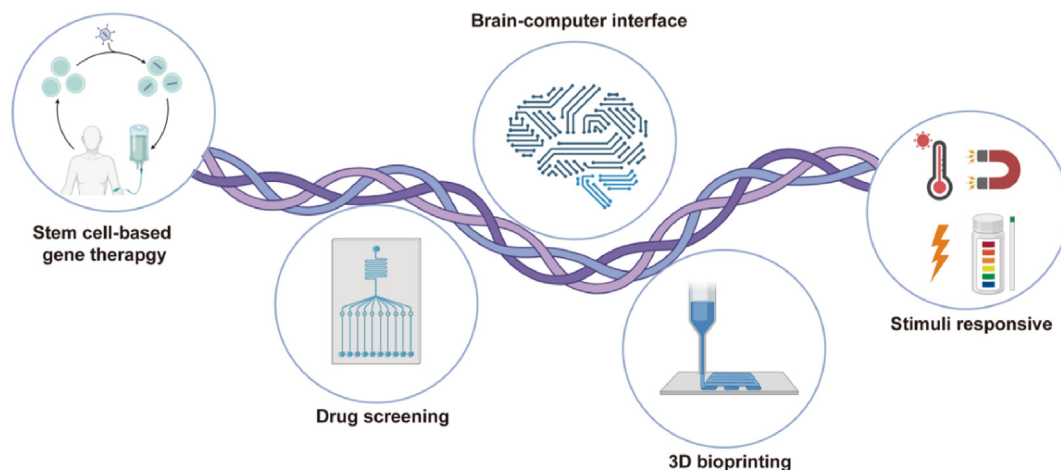 Brain-computer interface
Stem cell-based
gene therapgy
Drug screening
3D bioprinting
Stimuli responsive